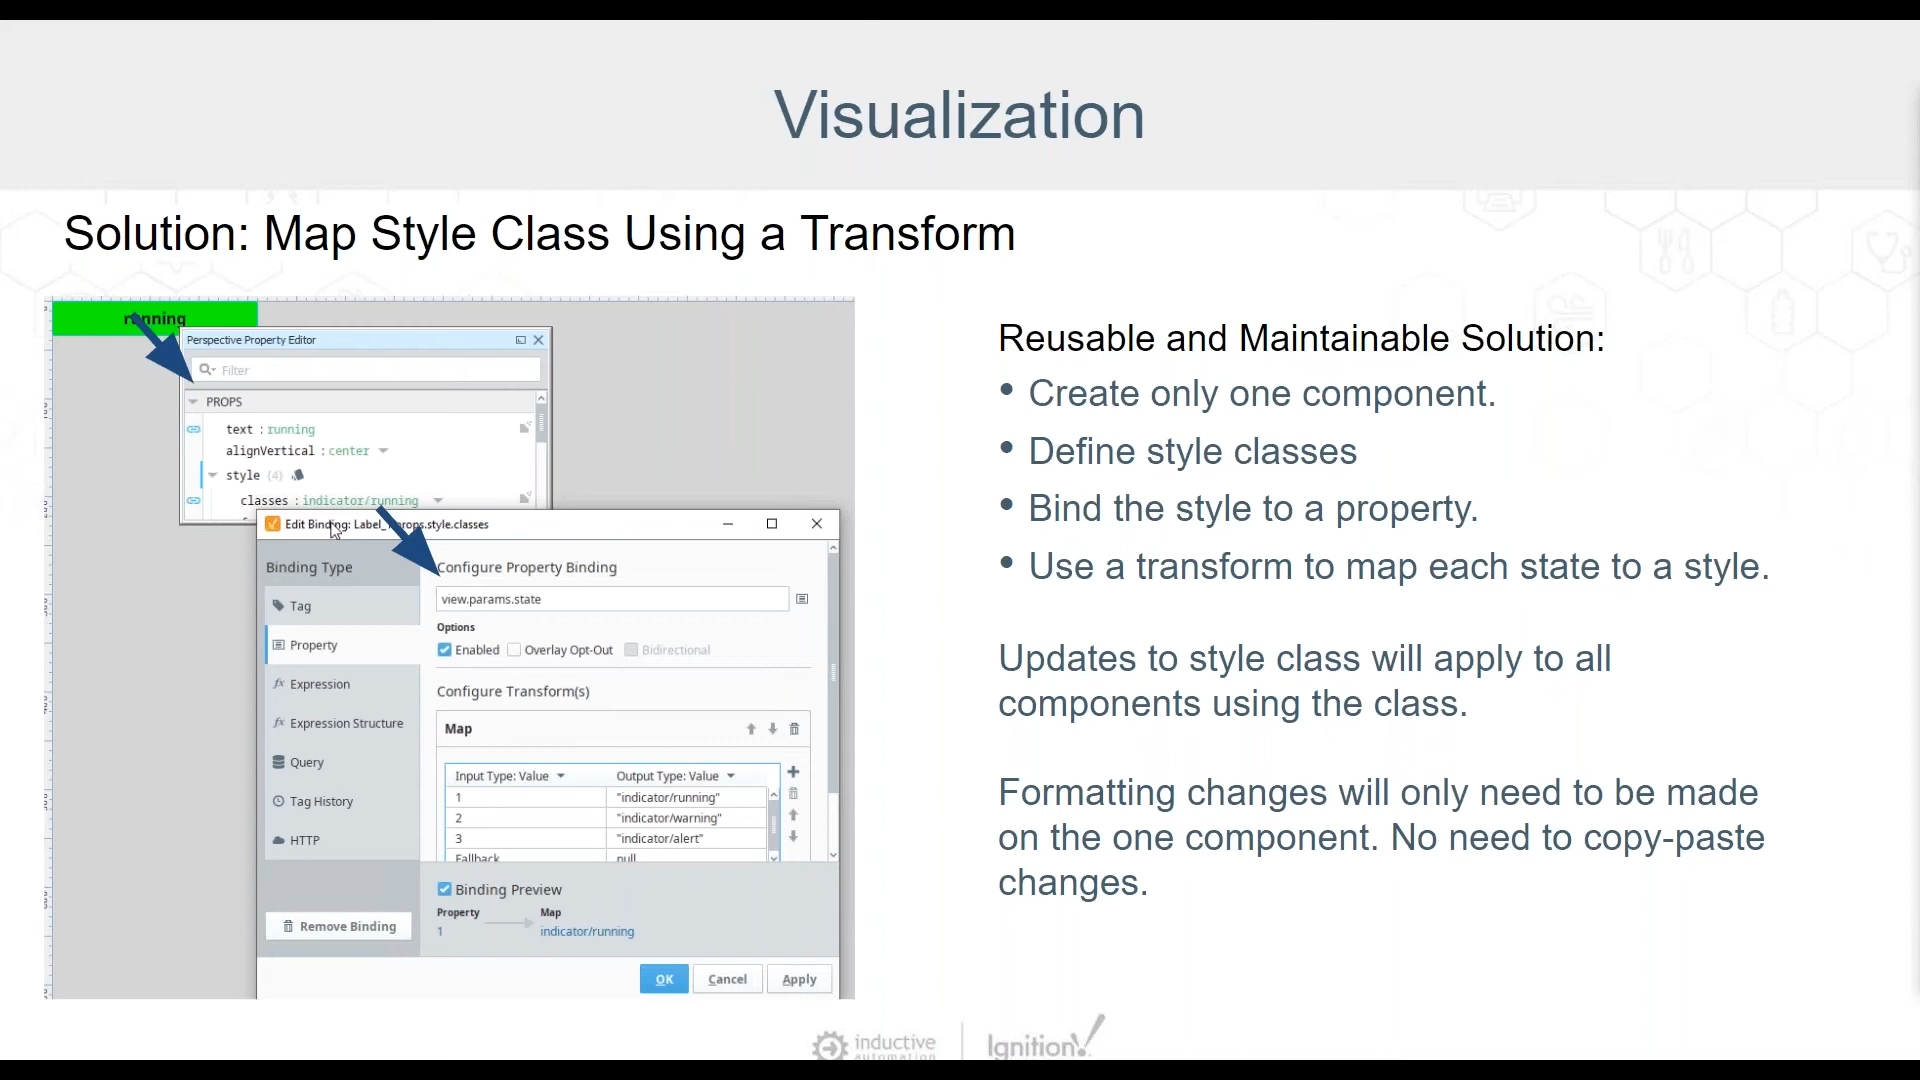 Visualization
Solution: Map Style Class Using a Transform
Perspective Property Editor
Filter
PROPS
text : running
alignVertical : center
style {4}
classes : indicator/running
Edit Binding: Label_ props.style.classes
Binding Type
Tag
Property
Expression
Expression Structure
Query
Tag History
HTTP
Remove Binding
Configure Property Binding
view.params.state
Options
Enabled Overlay Opt-Out Bidirectional
Configure Transform(s)
Map
Input Type: Value Output Type: Value
1 "indicator/running"
2 "indicator/warning"
3 "indicator/alert"
Fallback null
Binding Preview
Property Map
1 indicator/running
OK Cancel Apply
Reusable and Maintainable Solution:
• Create only one component.
• Define style classes
• Bind the style to a property.
• Use a transform to map each state to a style.
Updates to style class will apply to all
components using the class.
Formatting changes will only need to be made
on the one component. No need to copy-paste
changes.
inductive
automation
Ignition!